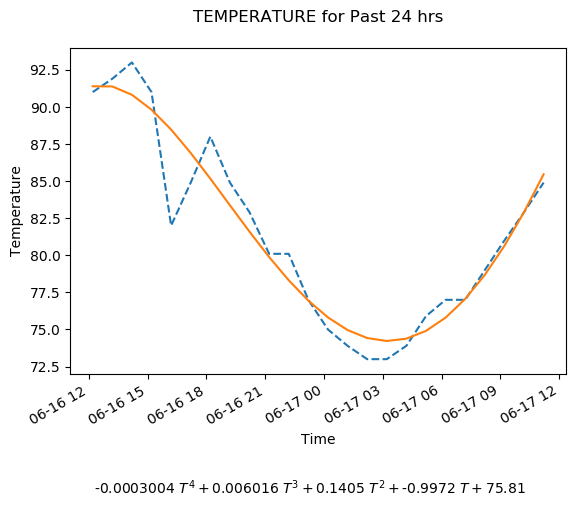 TEMPERATURE for Past 24 hrs
92.5
90.0
87.5
85.0
82.5
80.0
77.5
75.0
72.5
Temperature
06-16 12 06-16 15 06-16 18 06-16 21 06-17 00 06-17 03 06-17 06 06-17 09 06-17 12
Time
-0.0003004 T⁴ + 0.006016 T³ + 0.1405 T² + -0.9972 T + 75.81